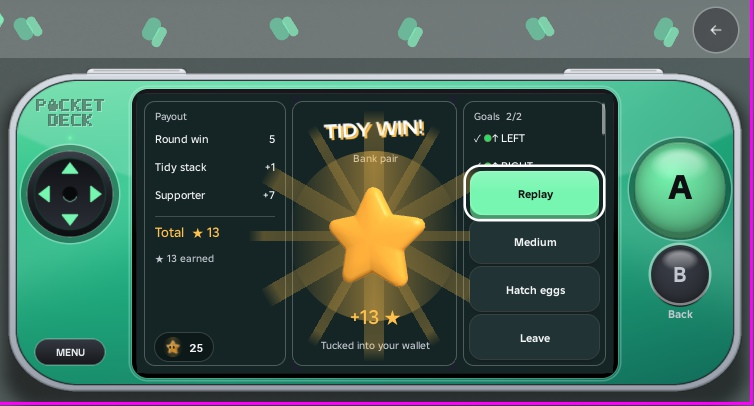 POCKET
DECK
MENU
Payout
Round win 5
Tidy stack +1
Supporter +7
Total ★ 13
★ 13 earned
25
TIDY WIN!
Bank pair
+13 ★
Tucked into your wallet
Goals 2/2
✓ ↑ LEFT
✓ ↑ RIGHT
Replay
Medium
Hatch eggs
Leave
A
B
Back